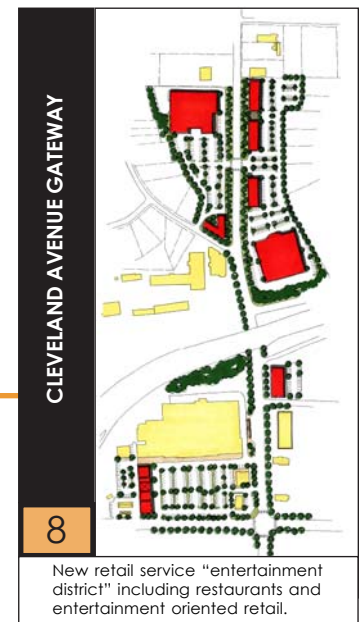 CLEVELAND AVENUE GATEWAY
8
New retail service “entertainment
district” including restaurants and
entertainment oriented retail.